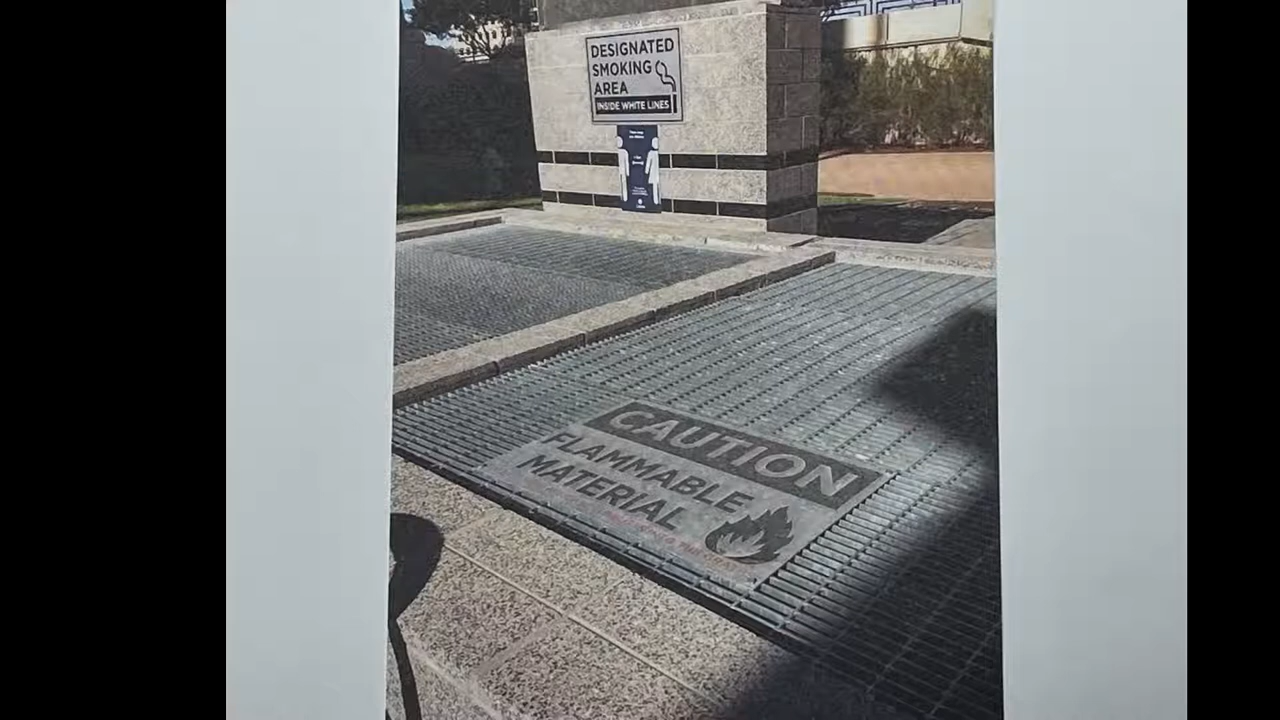 DESIGNATED
SMOKING
AREA
INSIDE WHITE LINES
CAUTION
FLAMMABLE
MATERIAL